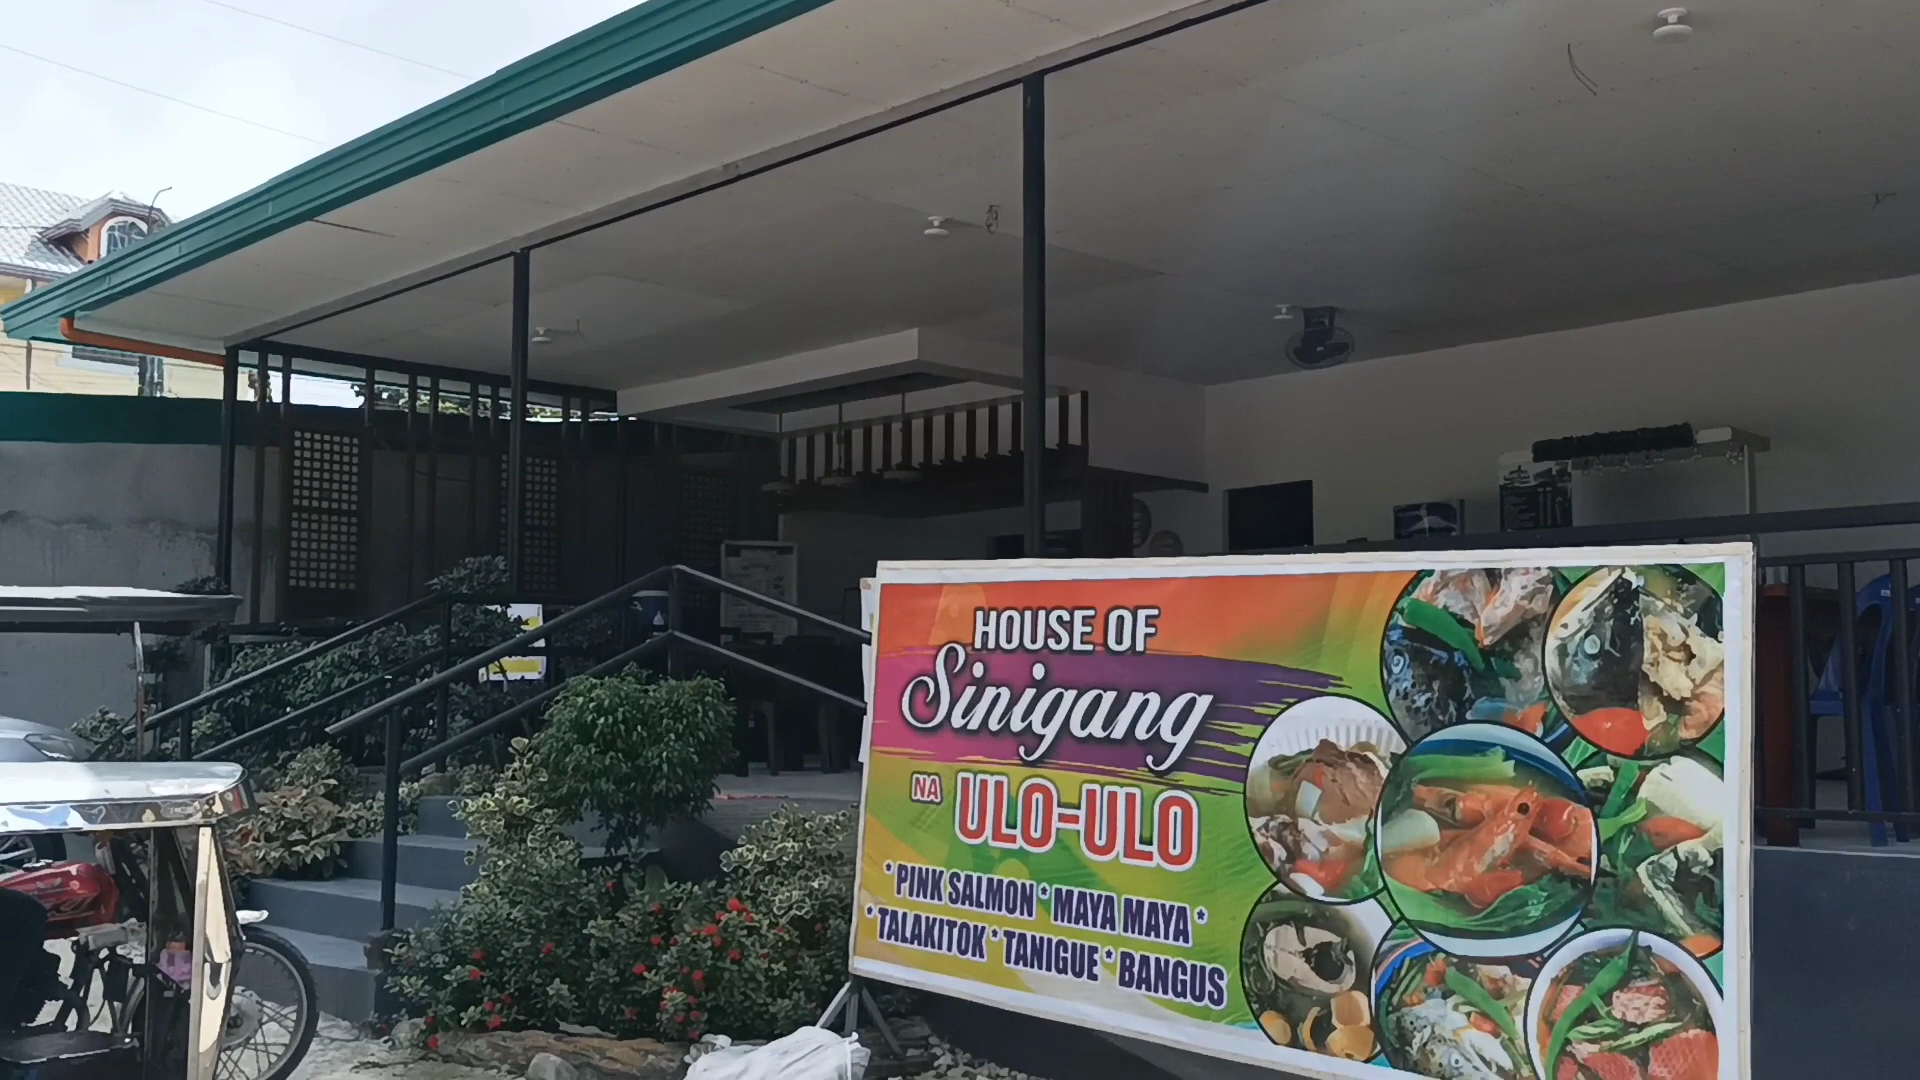 HOUSE OF
Sinigang
NA ULO-ULO
* PINK SALMON * MAYA MAYA *
* TALAKITOK * TANIGUE * BANGUS